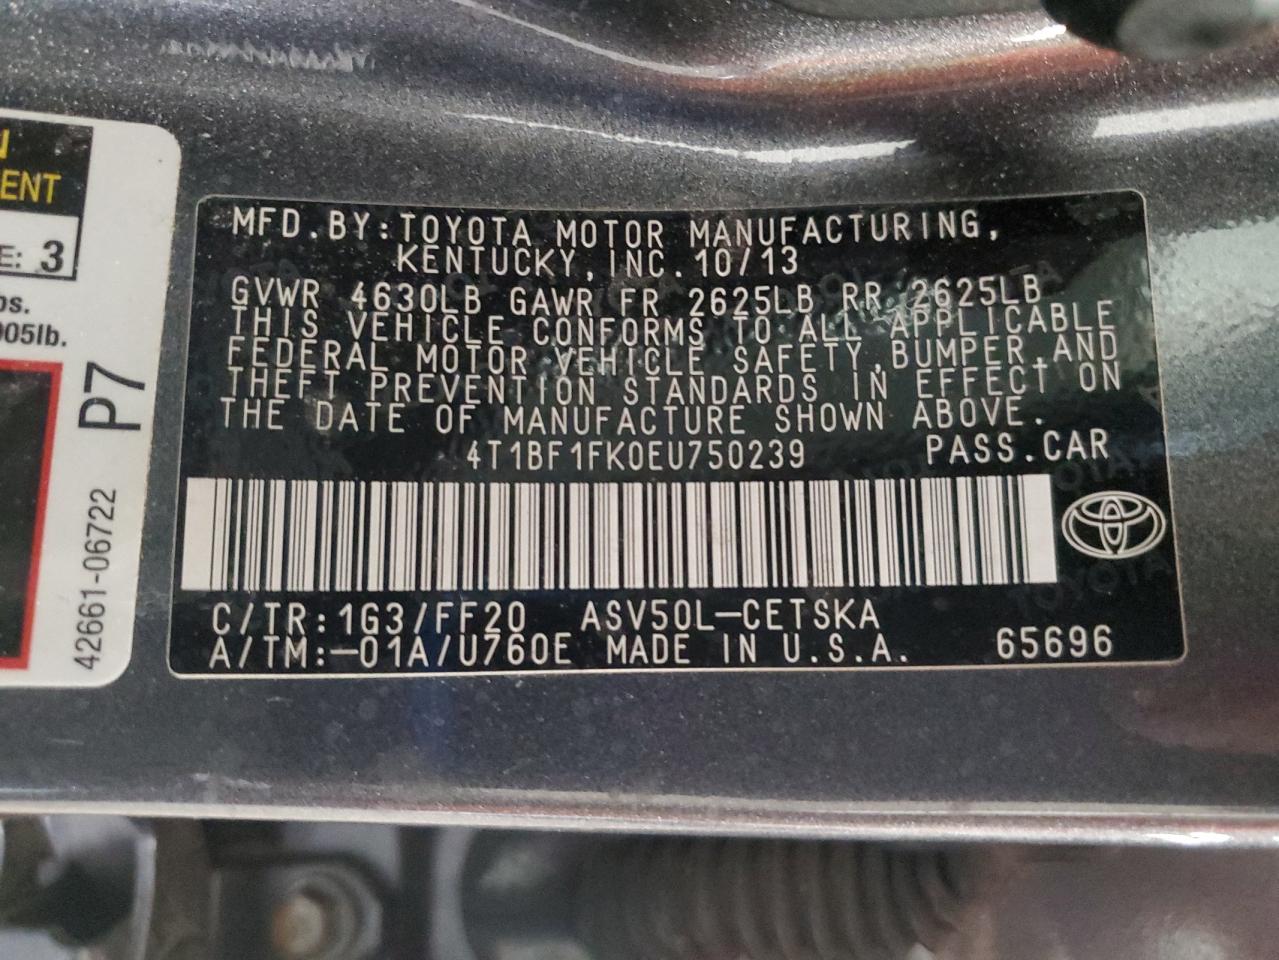 N
ENT
E: 3
os.
005lb.
P7
42661-06722
MFD.BY:TOYOTA MOTOR MANUFACTURING,
KENTUCKY,INC.10/13
GVWR 4630LB GAWR FR 2625LB RR 2625LB
THIS VEHICLE CONFORMS TO ALL APPLICABLE
FEDERAL MOTOR VEHICLE SAFETY,BUMPER,AND
THEFT PREVENTION STANDARDS IN EFFECT ON
THE DATE OF MANUFACTURE SHOWN ABOVE.
4T1BF1FK0EU750239 PASS.CAR
C/TR:1G3/FF20 ASV50L-CETSKA
A/TM:-01A/U760E MADE IN U.S.A. 65696